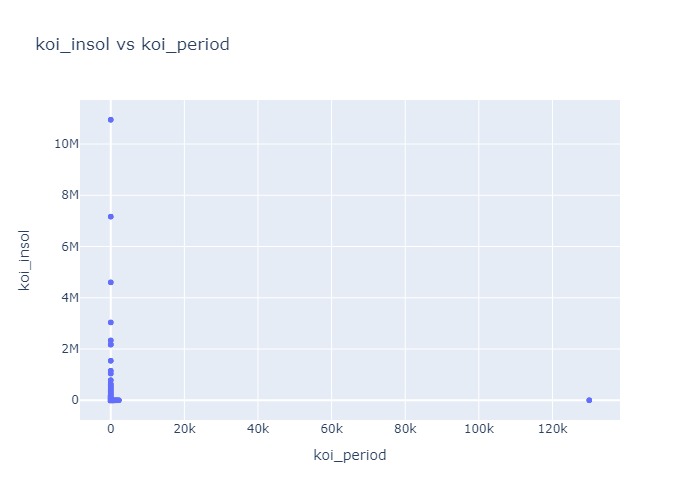 koi_insol vs koi_period
10M
8M
6M
4M
2M
0
koi_insol
0 20k 40k 60k 80k 100k 120k
koi_period